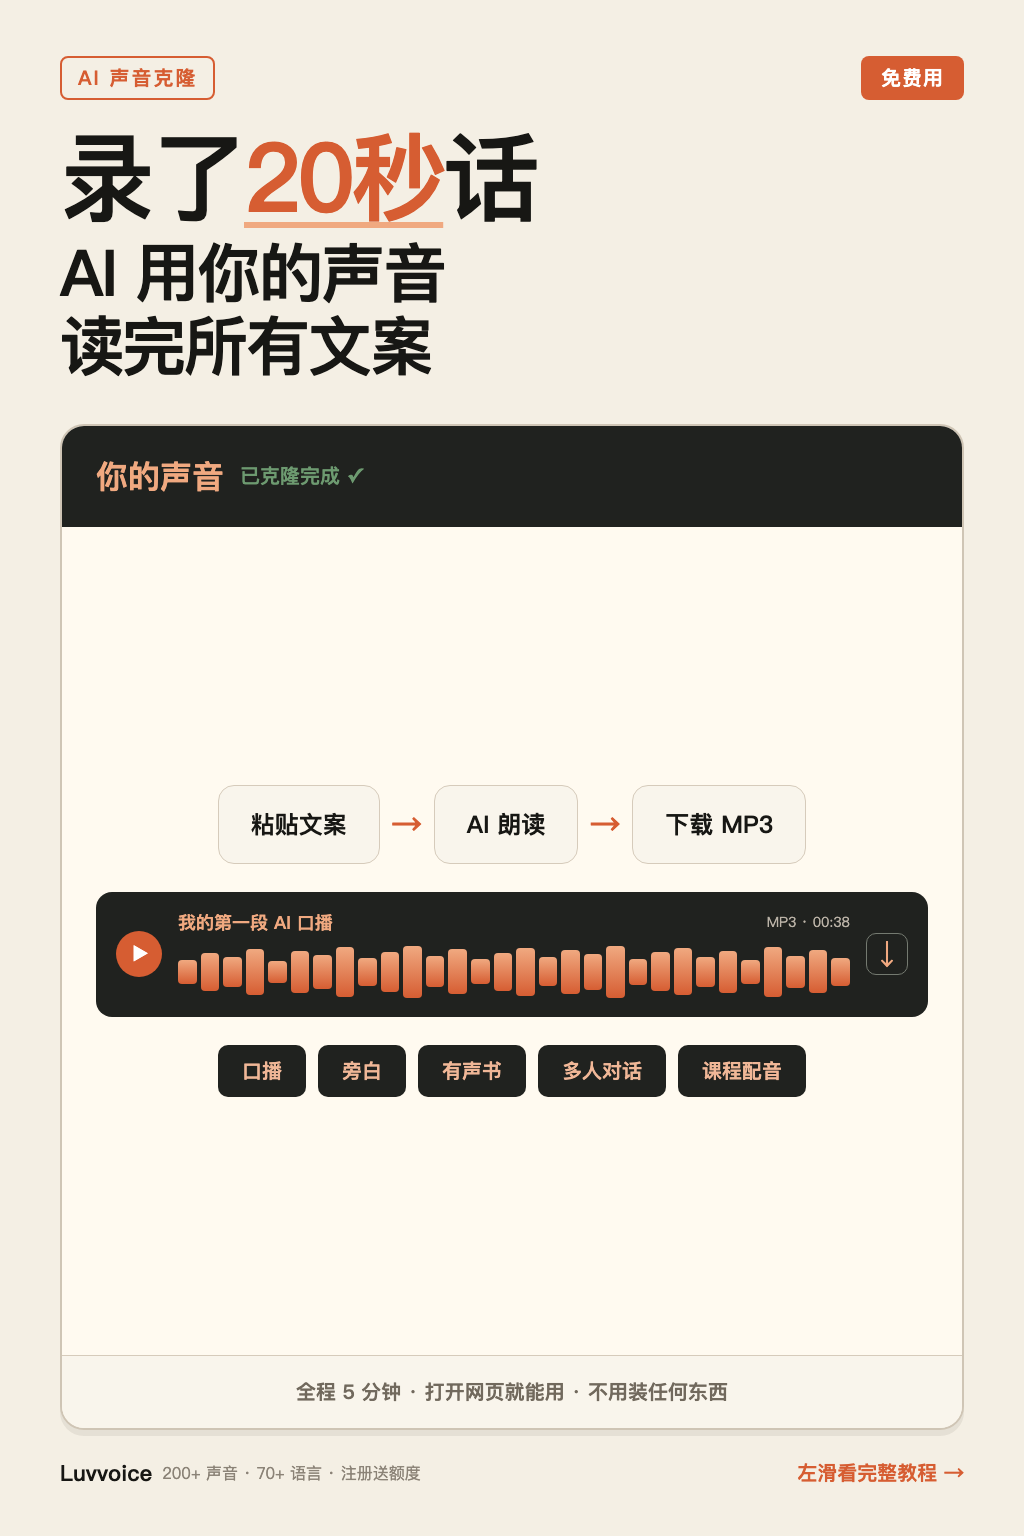 AI 声音克隆
免费用
录了20秒话
AI 用你的声音
读完所有文案
你的声音 已克隆完成 ✓
粘贴文案 → AI 朗读 → 下载 MP3
我的第一段 AI 口播
MP3 · 00:38
口播 旁白 有声书 多人对话 课程配音
全程 5 分钟 · 打开网页就能用 · 不用装任何东西
Luvvoice 200+ 声音 · 70+ 语言 · 注册送额度
左滑看完整教程 →